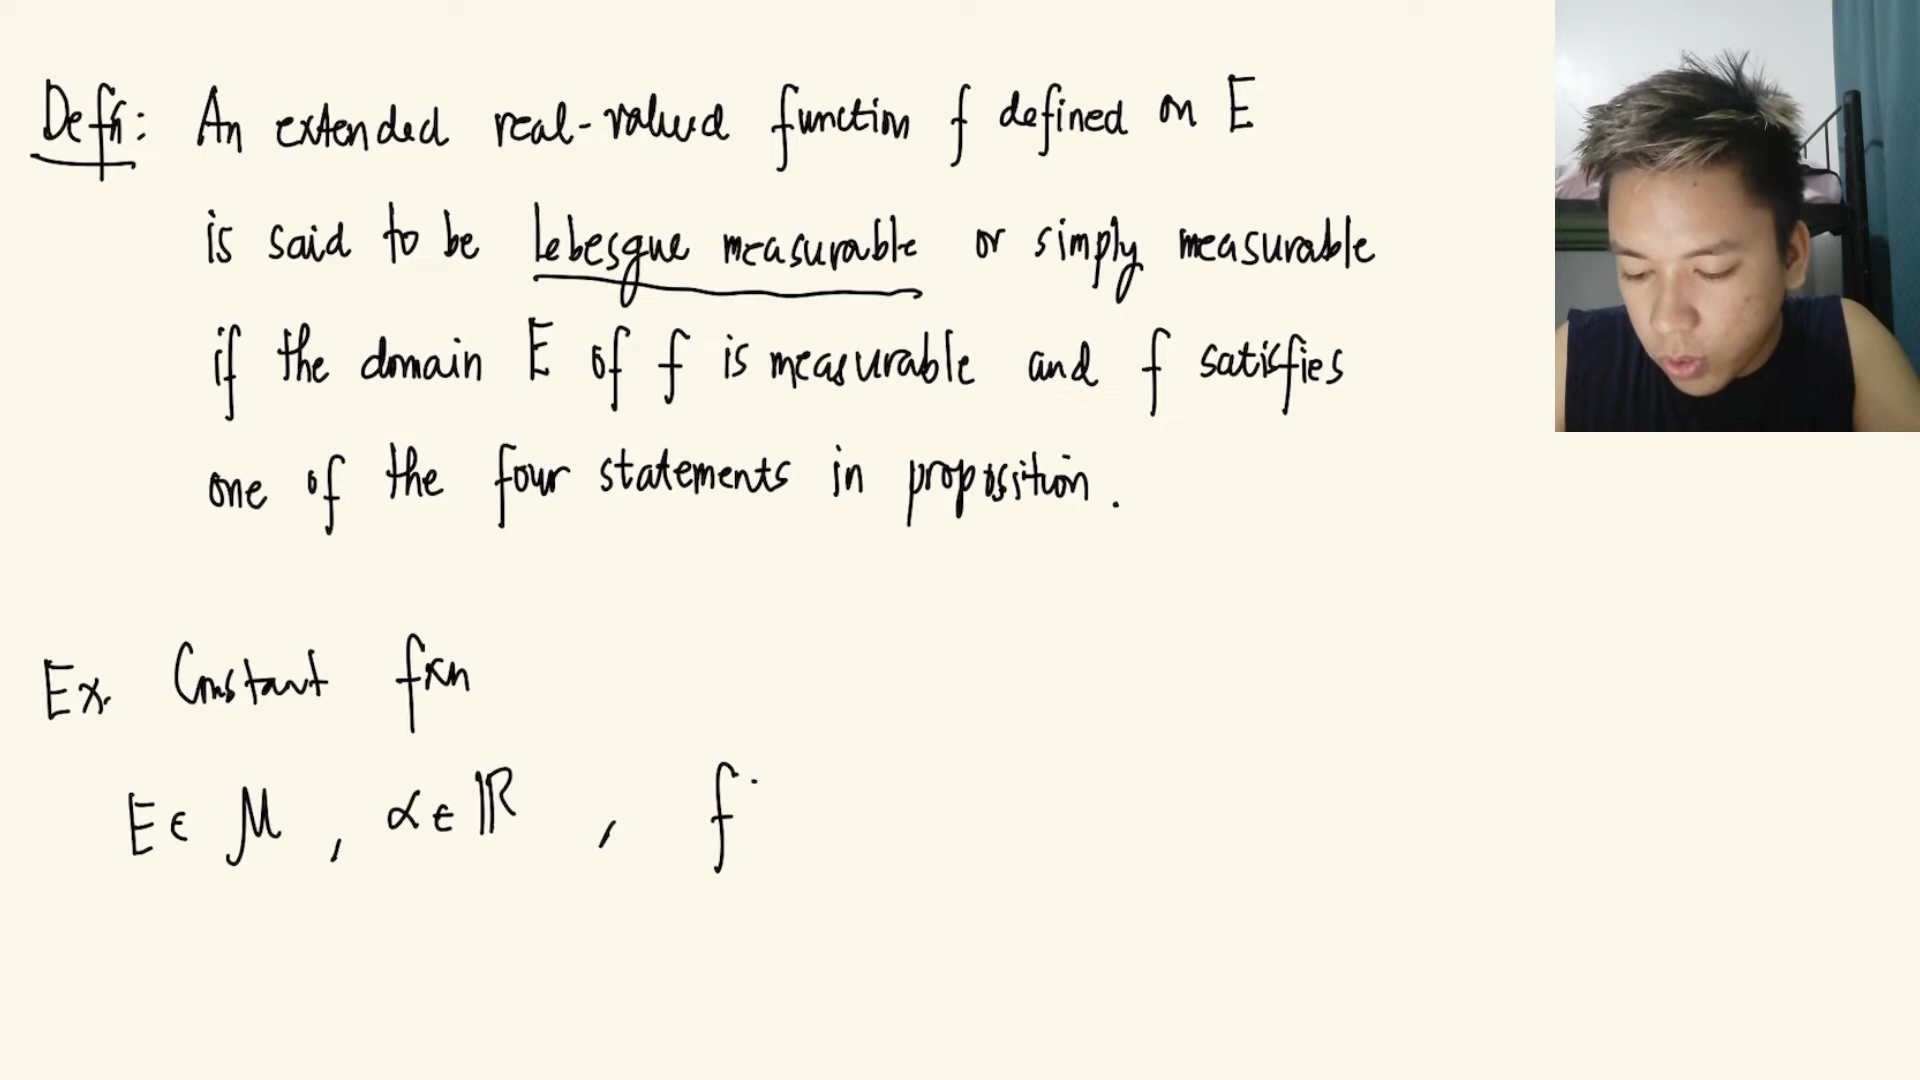 Defn: An extended real-valued function f defined on E
is said to be Lebesgue measurable or simply measurable
if the domain E of f is measurable and f satisfies
one of the four statements in proposition.
Ex. Constant fxn
E ∈ M , α ∈ ℝ , f